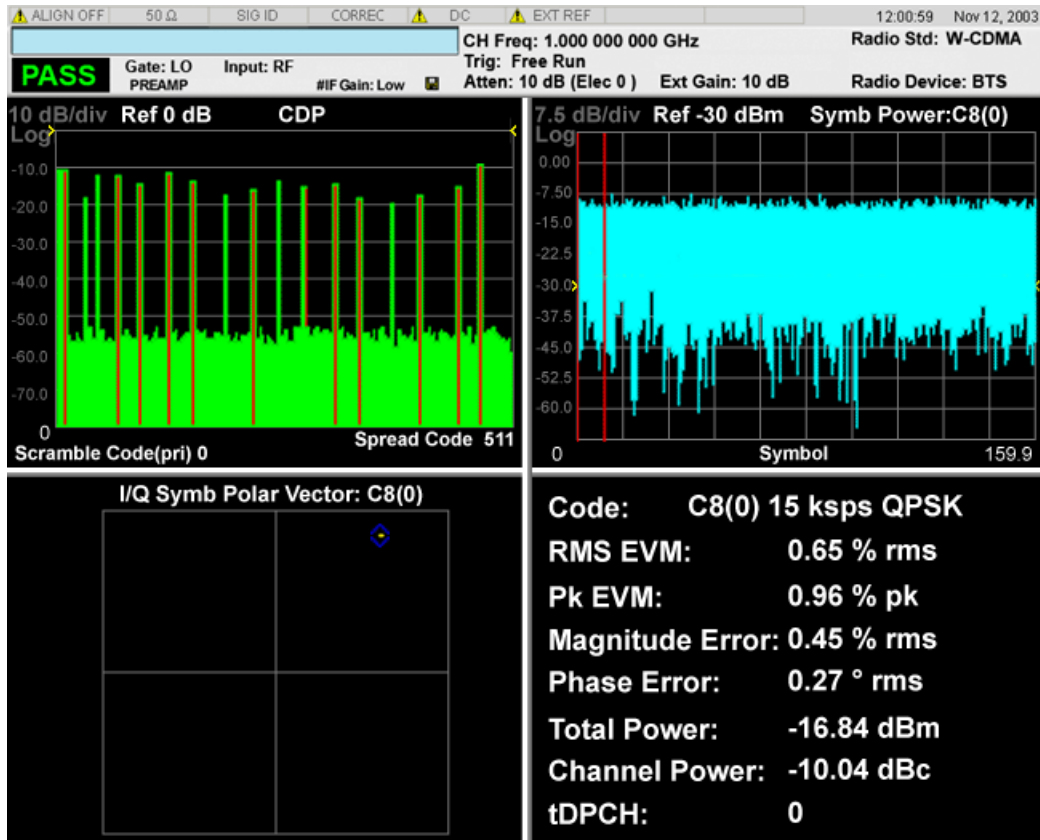 ALIGN OFF 50 Ω SIG ID CORREC DC EXT REF 12:00:59 Nov 12, 2003
CH Freq: 1.000 000 000 GHz Radio Std: W-CDMA
PASS Gate: LO Input: RF Trig: Free Run
PREAMP #IF Gain: Low Atten: 10 dB (Elec 0 ) Ext Gain: 10 dB Radio Device: BTS
10 dB/div Ref 0 dB CDP
Log
-10.0
-20.0
-30.0
-40.0
-50.0
-60.0
-70.0
0 Spread Code 511
Scramble Code(pri) 0
7.5 dB/div Ref -30 dBm Symb Power:C8(0)
Log
0.00
-7.50
-15.0
-22.5
-30.0
-37.5
-45.0
-52.5
-60.0
0 Symbol 159.9
I/Q Symb Polar Vector: C8(0)
Code: C8(0) 15 ksps QPSK
RMS EVM: 0.65 % rms
Pk EVM: 0.96 % pk
Magnitude Error: 0.45 % rms
Phase Error: 0.27 ° rms
Total Power: -16.84 dBm
Channel Power: -10.04 dBc
tDPCH: 0